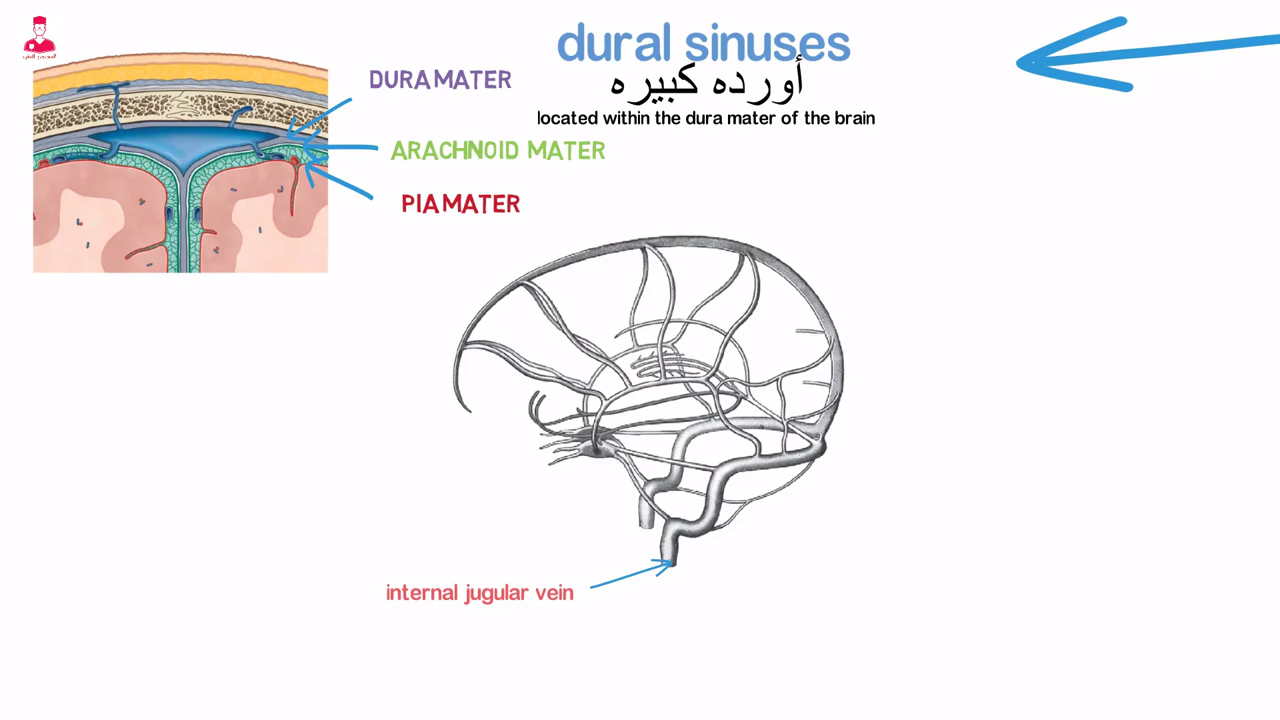 dural sinuses
أورده كبيره
located within the dura mater of the brain
DURA MATER
ARACHNOID MATER
PIA MATER
internal jugular vein